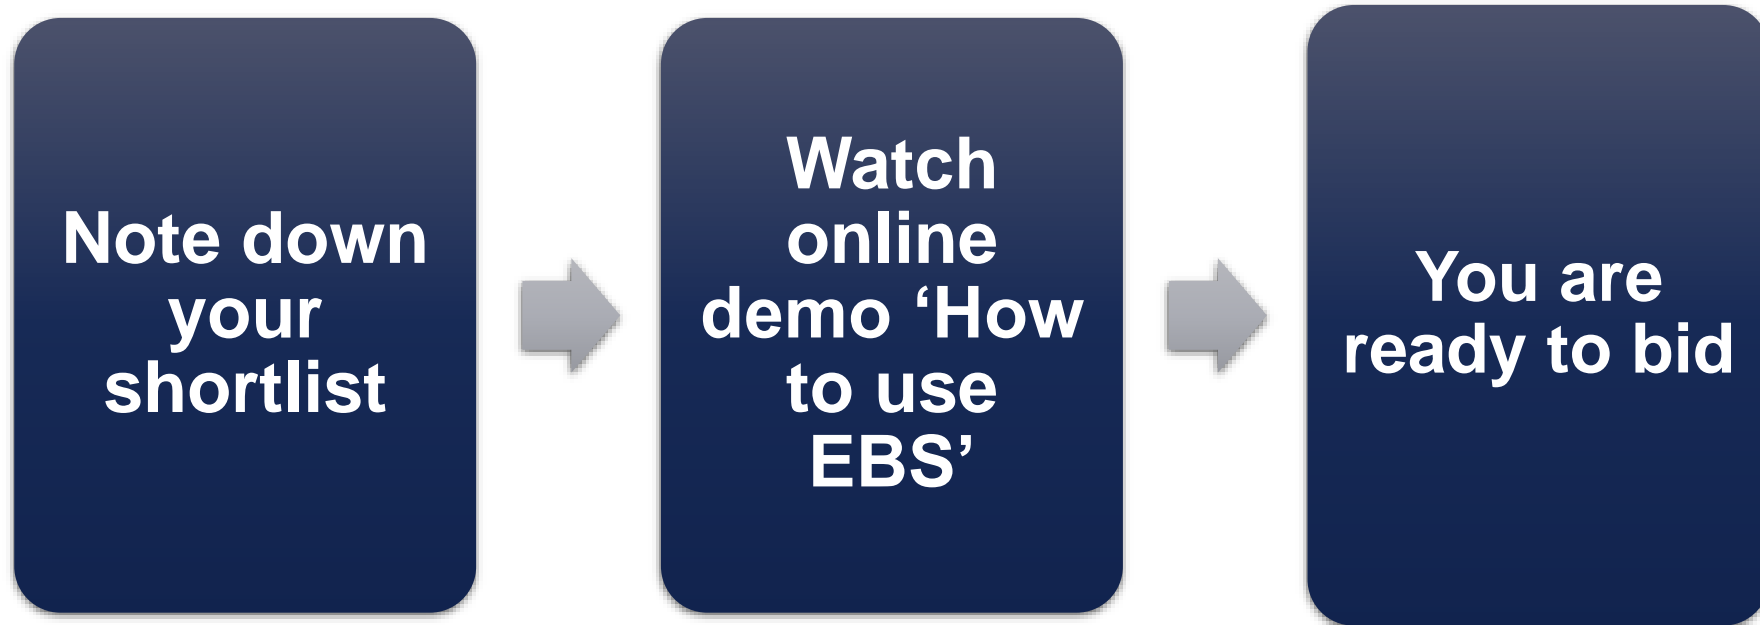 Note down
your
shortlist
Watch
online
demo ‘How
to use
EBS’
You are
ready to bid